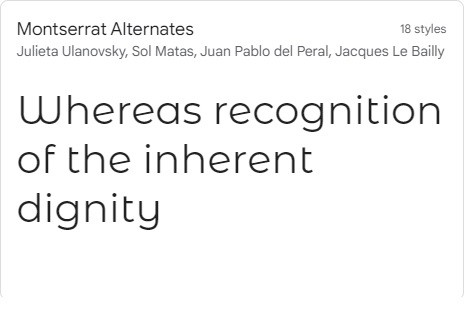 Montserrat Alternates
18 styles
Julieta Ulanovsky, Sol Matas, Juan Pablo del Peral, Jacques Le Bailly
Whereas recognition
of the inherent
dignity